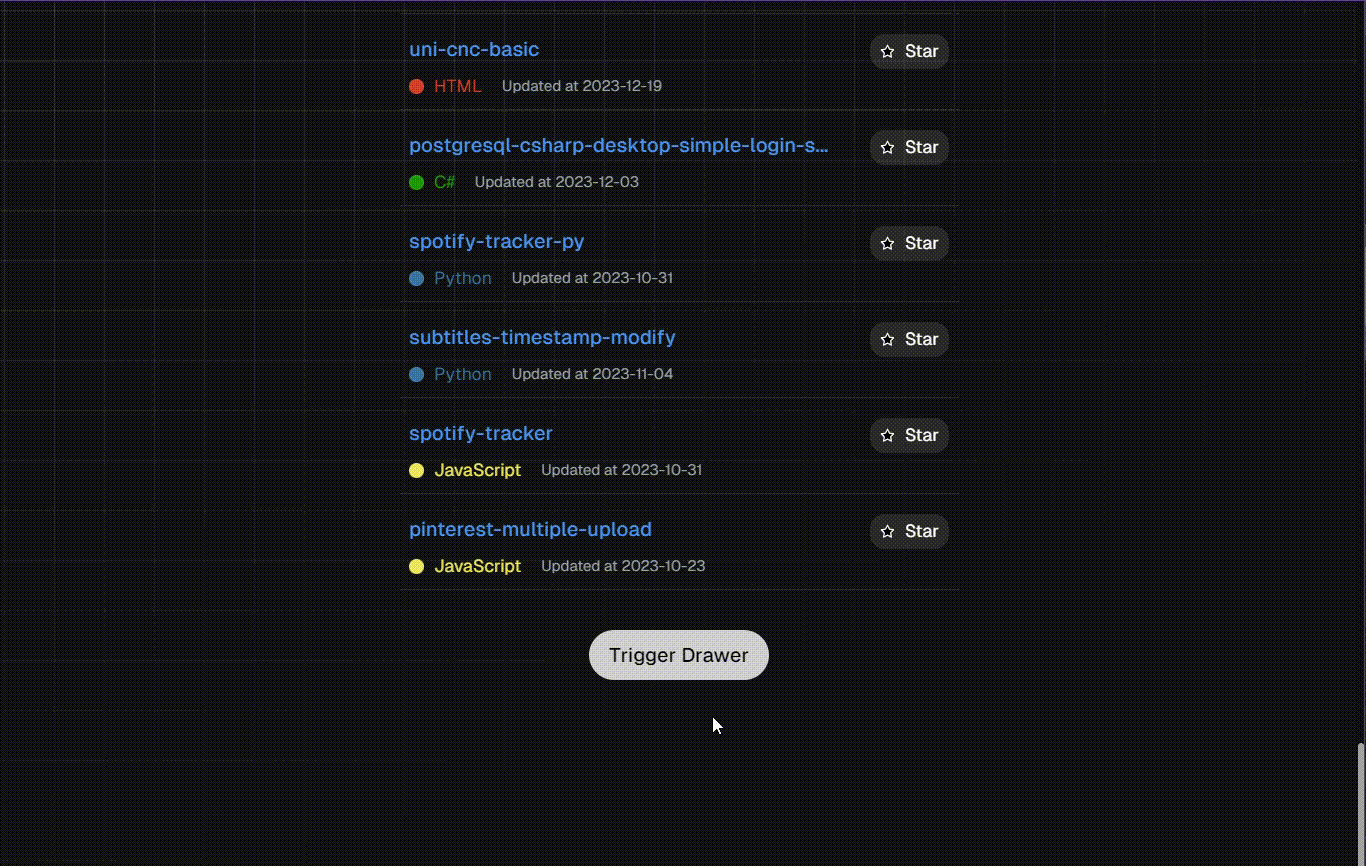 uni-cnc-basic
Star
HTML Updated at 2023-12-19
postgresql-csharp-desktop-simple-login-s...
Star
C# Updated at 2023-12-03
spotify-tracker-py
Star
Python Updated at 2023-10-31
subtitles-timestamp-modify
Star
Python Updated at 2023-11-04
spotify-tracker
Star
JavaScript Updated at 2023-10-31
pinterest-multiple-upload
Star
JavaScript Updated at 2023-10-23
Trigger Drawer